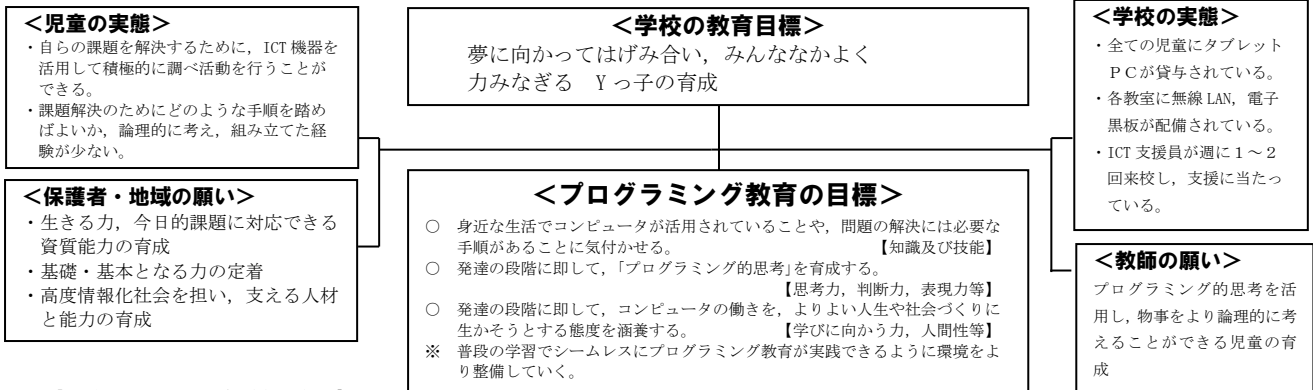 ＜児童の実態＞
・自らの課題を解決するために，ICT 機器を
活用して積極的に調べ活動を行うことが
できる。
・課題解決のためにどのような手順を踏め
ばよいか，論理的に考え，組み立てた経
験が少ない。
＜保護者・地域の願い＞
・生きる力，今日的課題に対応できる
資質能力の育成
・基礎・基本となる力の定着
・高度情報化社会を担い，支える人材
と能力の育成
＜学校の教育目標＞
夢に向かってはげみ合い，みんななかよく
力みなぎる　Ｙっ子の育成
＜プログラミング教育の目標＞
○　身近な生活でコンピュータが活用されていることや，問題の解決には必要な
手順があることに気付かせる。　【知識及び技能】
○　発達の段階に即して，「プログラミング的思考」を育成する。
【思考力，判断力，表現力等】
○　発達の段階に即して，コンピュータの働きを，よりよい人生や社会づくりに
生かそうとする態度を涵養する。　【学びに向かう力，人間性等】
※　普段の学習でシームレスにプログラミング教育が実践できるように環境をよ
り整備していく。
＜学校の実態＞
・全ての児童にタブレット
ＰＣが貸与されている。
・各教室に無線 LAN，電子
黒板が配備されている。
・ICT 支援員が週に１～２
回来校し，支援に当たっ
ている。
＜教師の願い＞
プログラミング的思考を活
用し，物事をより論理的に考
えることができる児童の育
成